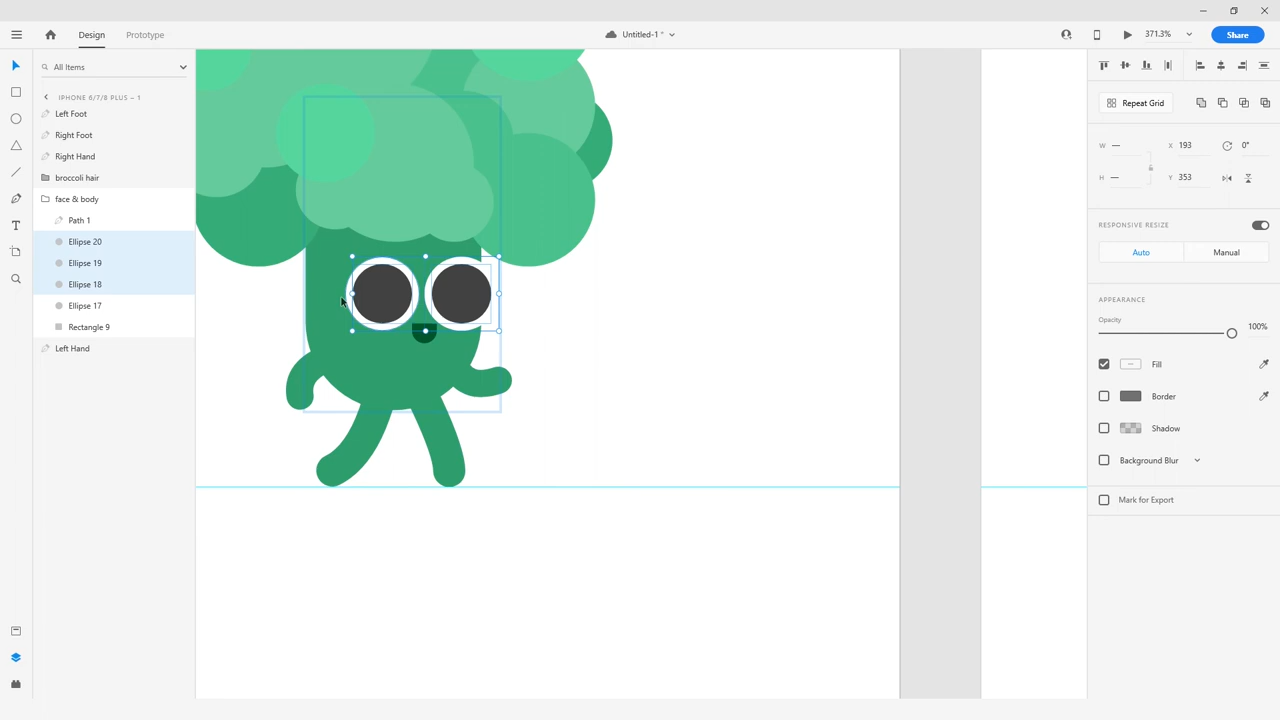 Design
Prototype
Untitled-1 *
371.3%
Share
All Items
IPHONE 6/7/8 PLUS – 1
Left Foot
Right Foot
Right Hand
broccoli hair
face & body
Path 1
Ellipse 20
Ellipse 19
Ellipse 18
Ellipse 17
Rectangle 9
Left Hand
Repeat Grid
W — X 193 0°
H — Y 353
RESPONSIVE RESIZE
Auto Manual
APPEARANCE
Opacity
100%
Fill
Border
Shadow
Background Blur
Mark for Export